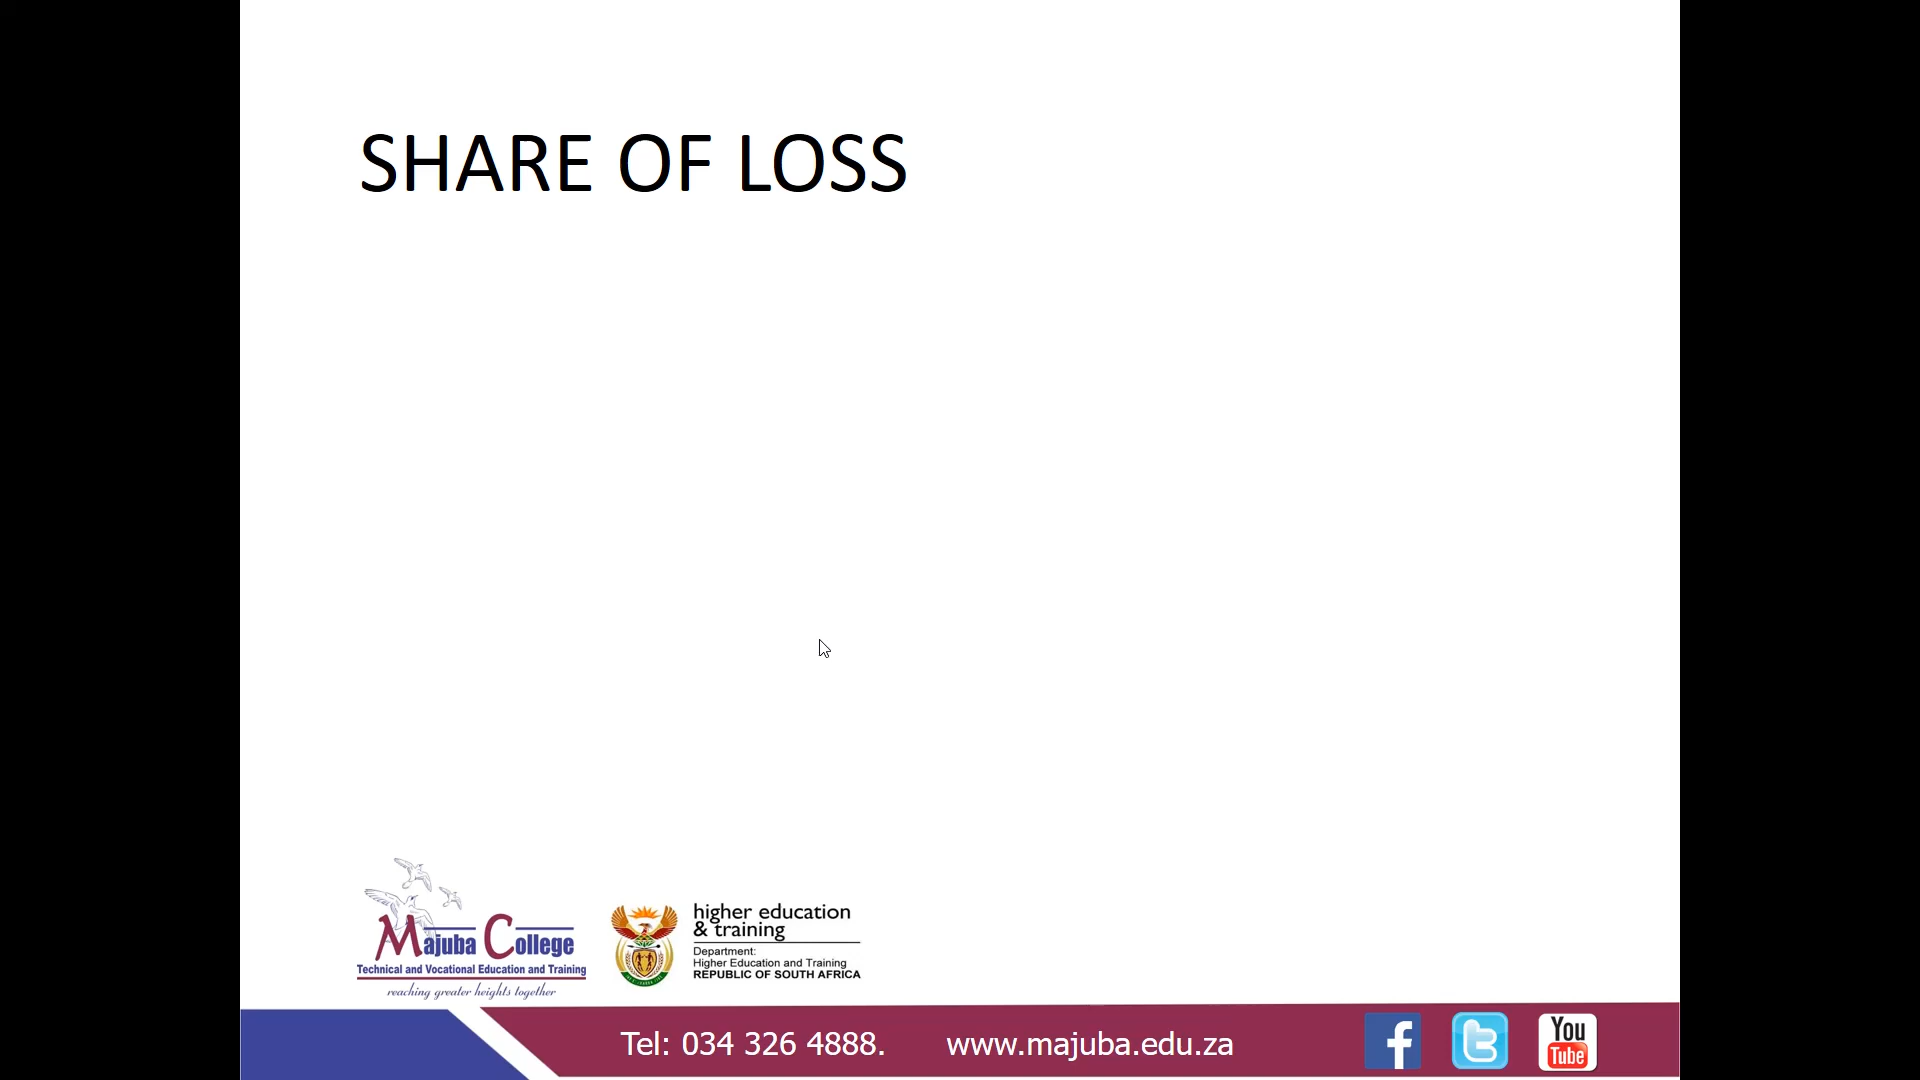 SHARE OF LOSS
Majuba College
Technical and Vocational Education and Training
reaching greater heights together
higher education
& training
Department:
Higher Education and Training
REPUBLIC OF SOUTH AFRICA
Tel: 034 326 4888. www.majuba.edu.za
You
Tube